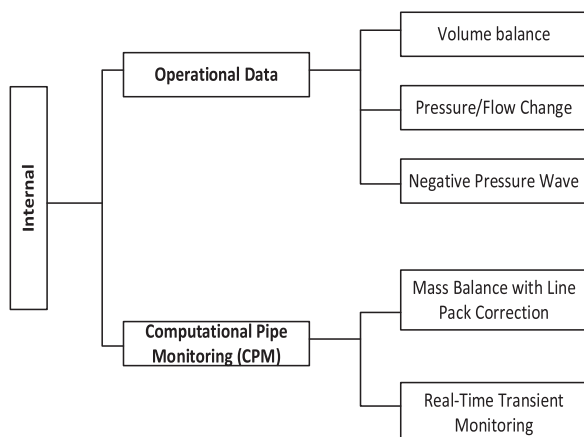 Internal
Operational Data
Volume balance
Pressure/Flow Change
Negative Pressure Wave
Computational Pipe
Monitoring (CPM)
Mass Balance with Line
Pack Correction
Real-Time Transient
Monitoring